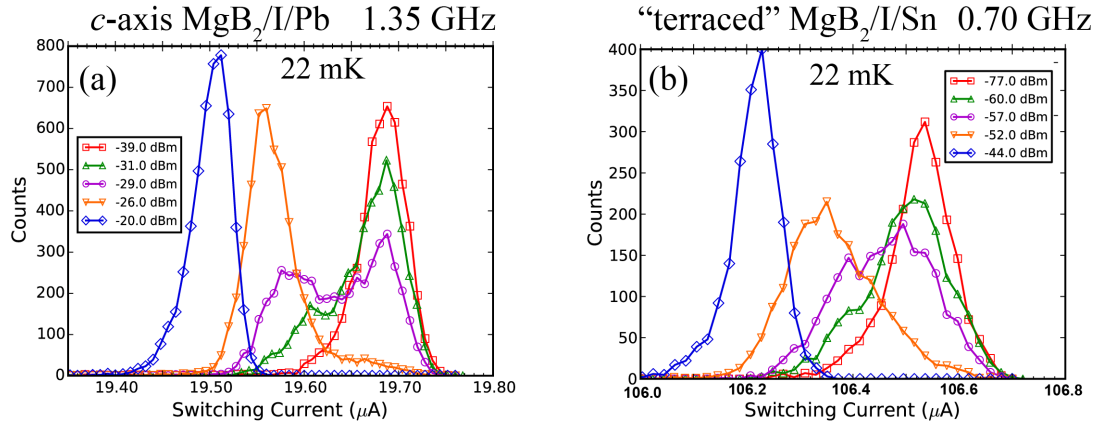 c-axis MgB2/I/Pb 1.35 GHz
(a)
22 mK
800
700
600
500
400
300
200
100
0
Counts
-39.0 dBm
-31.0 dBm
-29.0 dBm
-26.0 dBm
-20.0 dBm
19.40 19.50 19.60 19.70 19.80
Switching Current (μA)
“terraced” MgB2/I/Sn 0.70 GHz
(b)
22 mK
400
350
300
250
200
150
100
50
0
Counts
-77.0 dBm
-60.0 dBm
-57.0 dBm
-52.0 dBm
-44.0 dBm
106.0 106.2 106.4 106.6 106.8
Switching Current (μA)